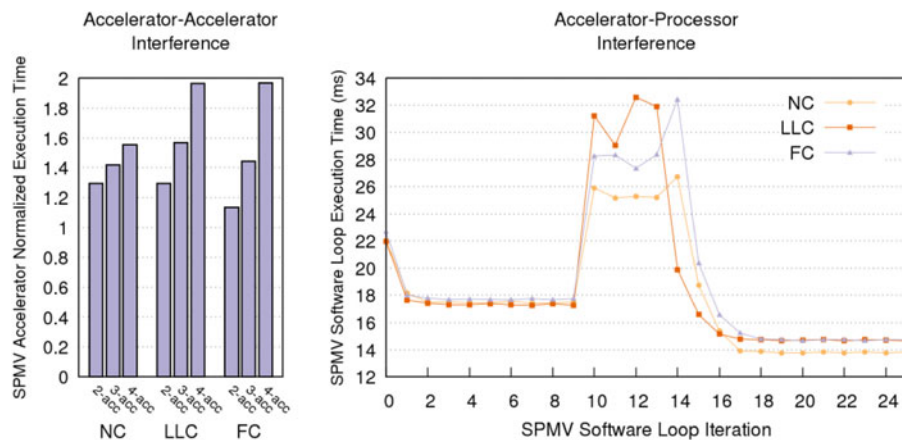 Accelerator-Accelerator
Interference
SPMV Accelerator Normalized Execution Time
2
1.8
1.6
1.4
1.2
1
0.8
0.6
0.4
0.2
0
2-acc 3-acc 4-acc 2-acc 3-acc 4-acc 2-acc 3-acc 4-acc
NC LLC FC
Accelerator-Processor
Interference
SPMV Software Loop Execution Time (ms)
34
32
30
28
26
24
22
20
18
16
14
12
NC
LLC
FC
0 2 4 6 8 10 12 14 16 18 20 22 24
SPMV Software Loop Iteration